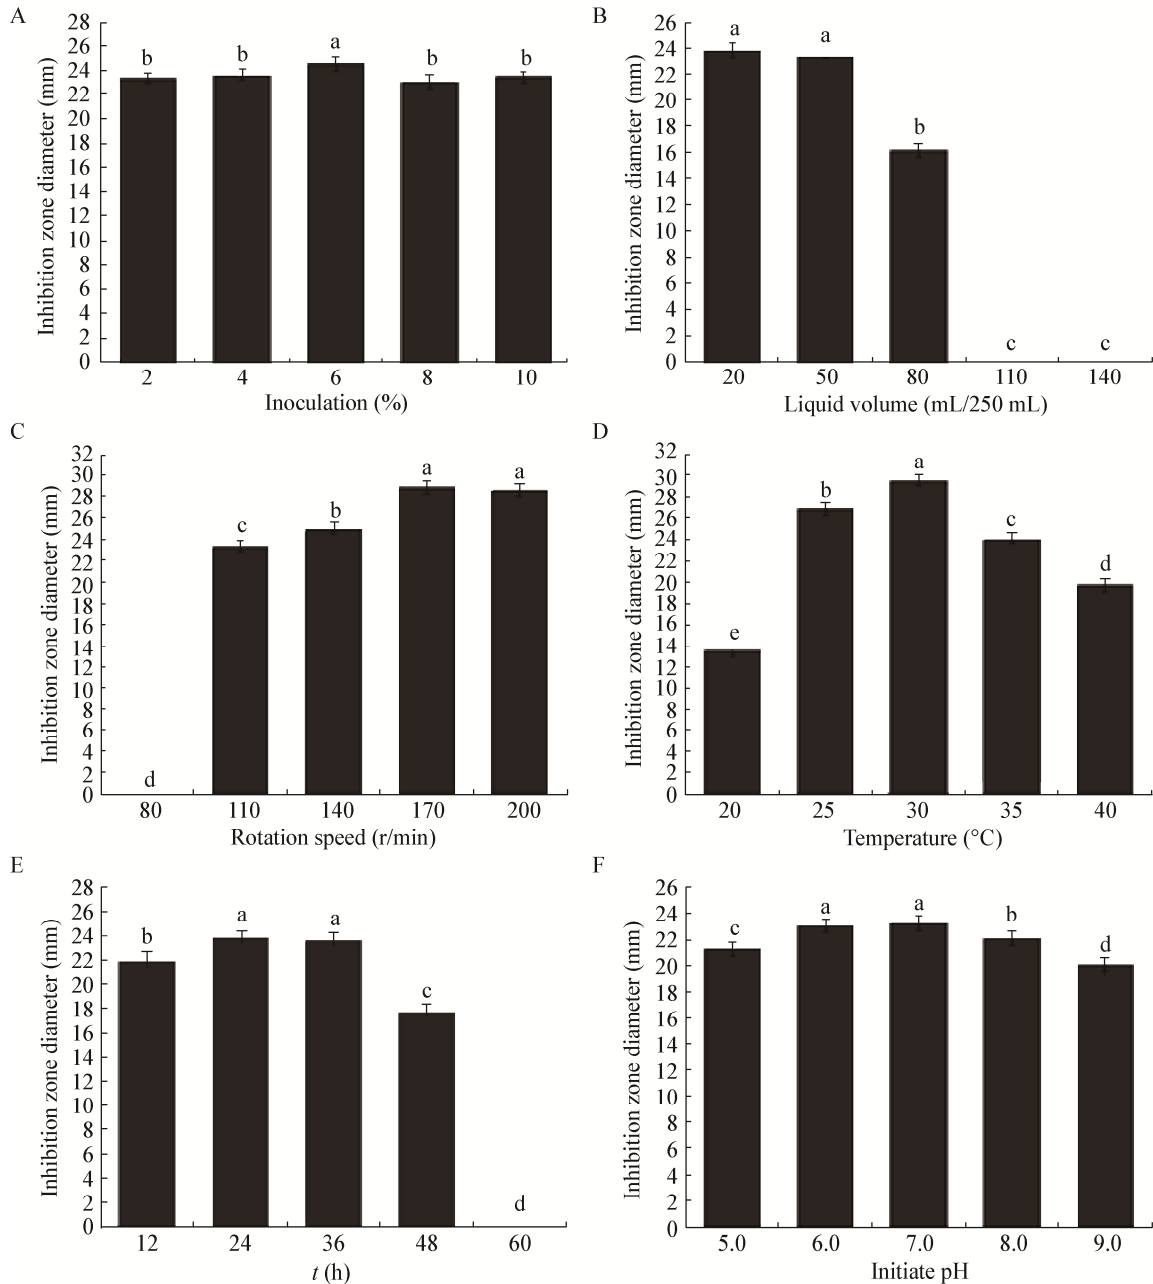 A
Inhibition zone diameter (mm)
28
26
24
22
20
18
16
14
12
10
8
6
4
2
0
b
b
a
b
b
2 4 6 8 10
Inoculation (%)
B
Inhibition zone diameter (mm)
26
24
22
20
18
16
14
12
10
8
6
4
2
0
a
a
b
c
c
20 50 80 110 140
Liquid volume (mL/250 mL)
C
Inhibition zone diameter (mm)
32
30
28
26
24
22
20
18
16
14
12
10
8
6
4
2
0
d
c
b
a
a
80 110 140 170 200
Rotation speed (r/min)
D
Inhibition zone diameter (mm)
32
30
28
26
24
22
20
18
16
14
12
10
8
6
4
2
0
e
b
a
c
d
20 25 30 35 40
Temperature (°C)
E
Inhibition zone diameter (mm)
28
26
24
22
20
18
16
14
12
10
8
6
4
2
0
b
a
a
c
d
12 24 36 48 60
t (h)
F
Inhibition zone diameter (mm)
26
24
22
20
18
16
14
12
10
8
6
4
2
0
c
a
a
b
d
5.0 6.0 7.0 8.0 9.0
Initiate pH